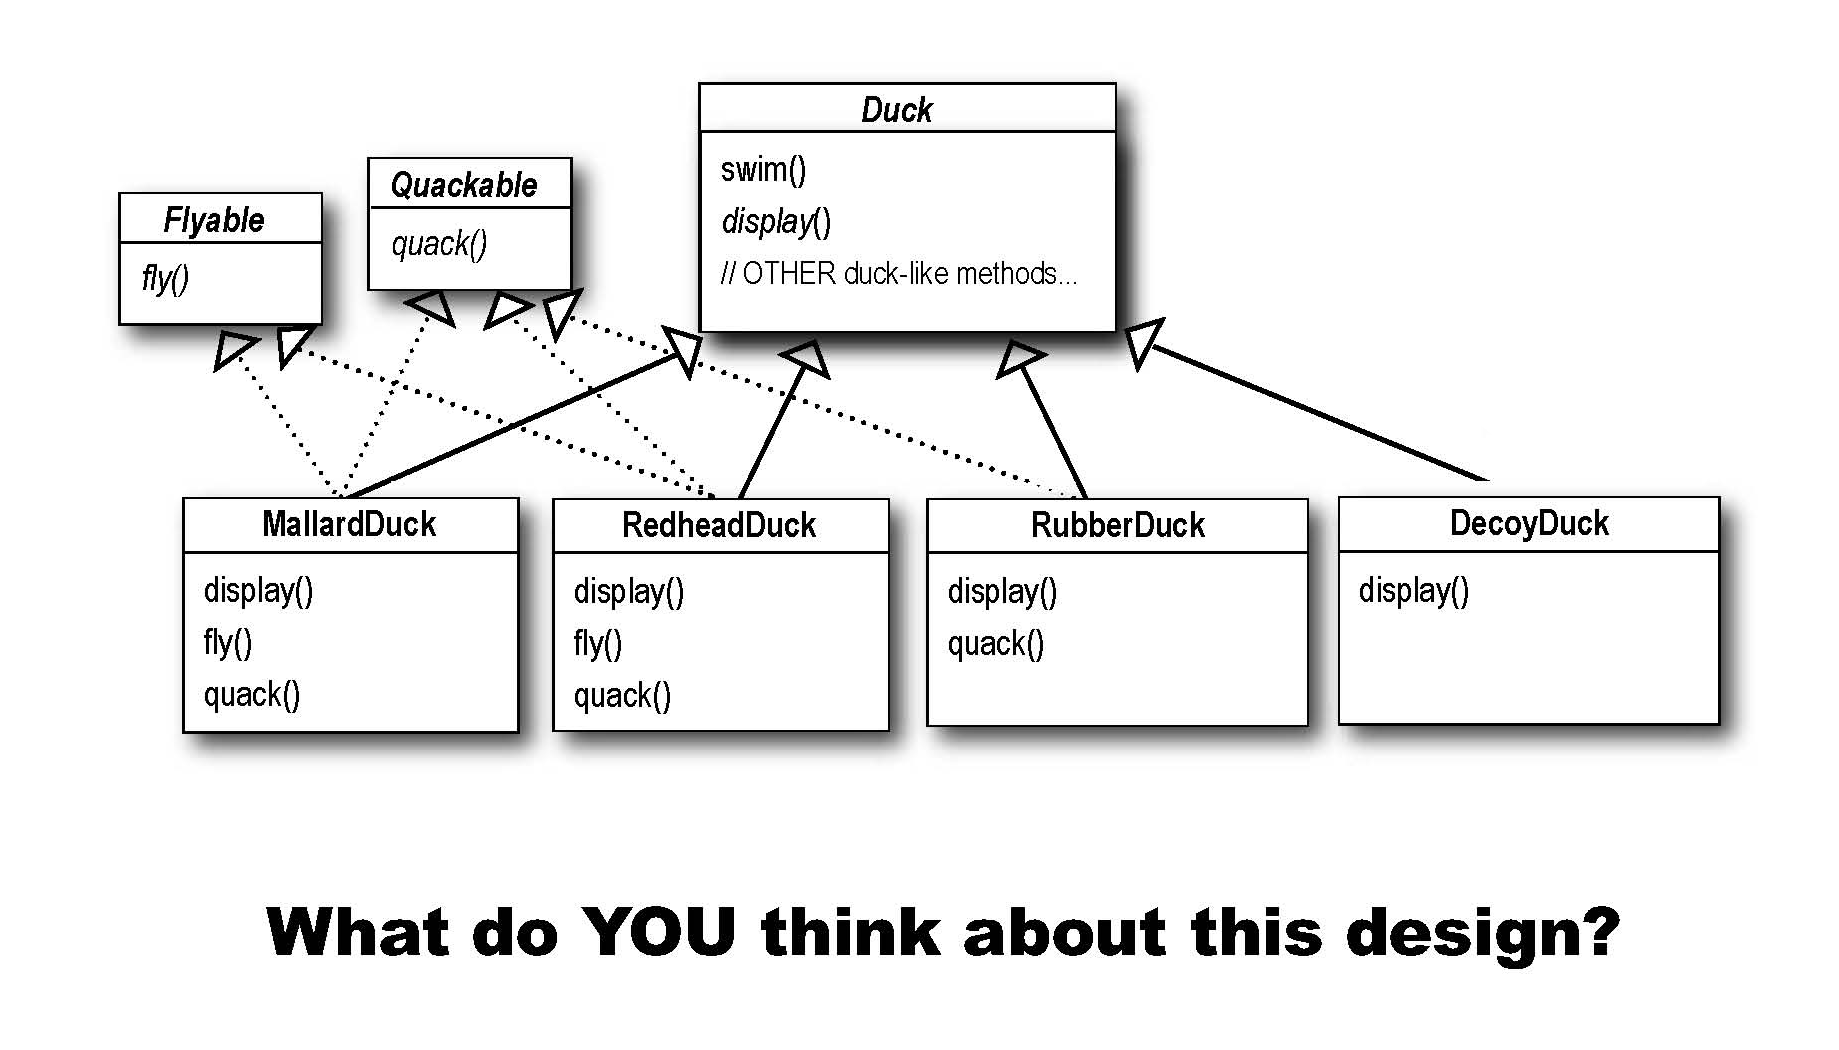 Duck
swim()
display()
// OTHER duck-like methods...
Quackable
quack()
Flyable
fly()
MallardDuck
display()
fly()
quack()
RedheadDuck
display()
fly()
quack()
RubberDuck
display()
quack()
DecoyDuck
display()
What do YOU think about this design?